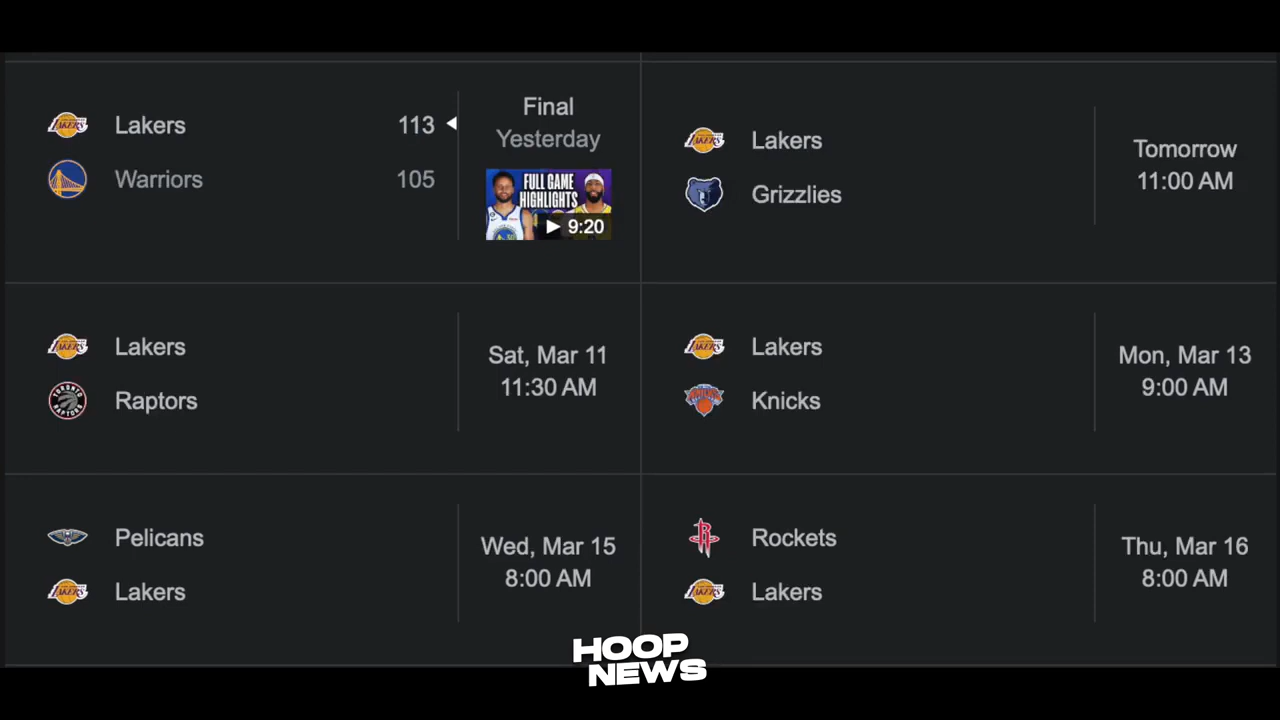 Lakers 113
Warriors 105
Final
Yesterday
FULL GAME
HIGHLIGHTS
9:20
Lakers
Grizzlies
Tomorrow
11:00 AM
Lakers
Raptors
Sat, Mar 11
11:30 AM
Lakers
Knicks
Mon, Mar 13
9:00 AM
Pelicans
Lakers
Wed, Mar 15
8:00 AM
Rockets
Lakers
Thu, Mar 16
8:00 AM
HOOP
NEWS